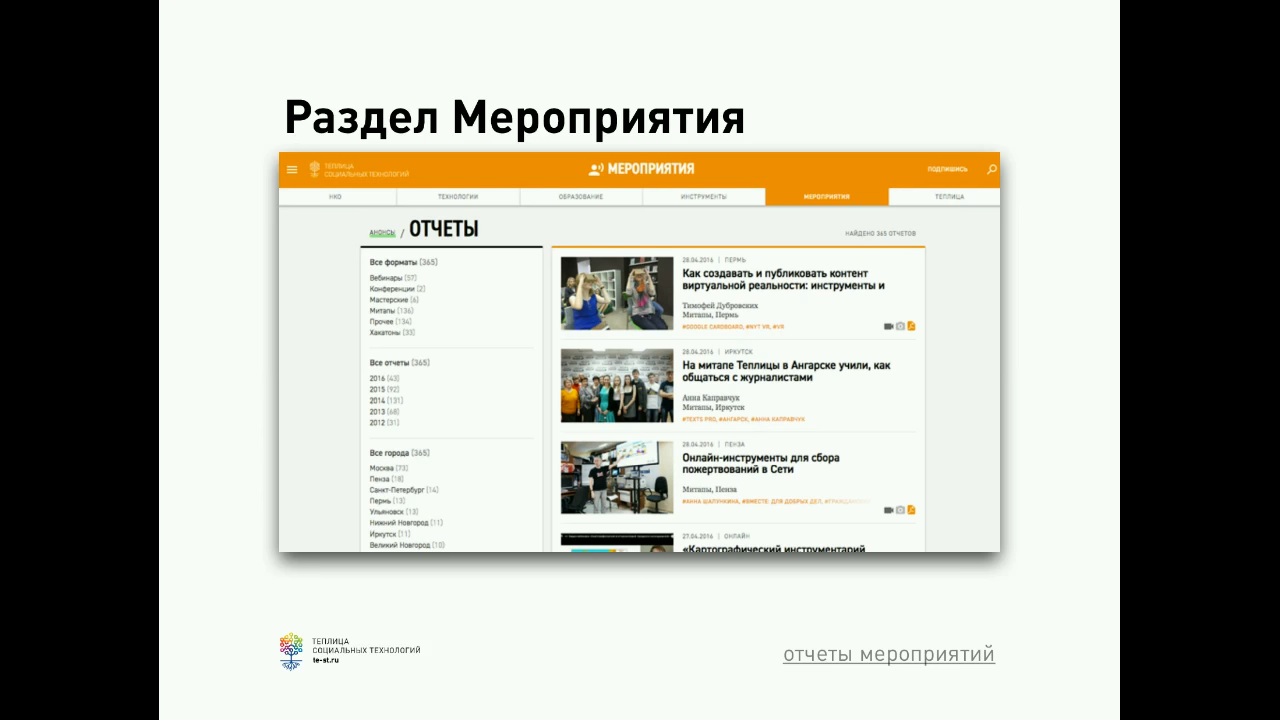 Раздел Мероприятия
ТЕПЛИЦА
СОЦИАЛЬНЫХ ТЕХНОЛОГИЙ
МЕРОПРИЯТИЯ
ПОДПИШИСЬ
НКО
ТЕХНОЛОГИИ
ОБРАЗОВАНИЕ
ИНСТРУМЕНТЫ
МЕРОПРИЯТИЯ
ТЕПЛИЦА
АНОНСЫ / ОТЧЕТЫ
НАЙДЕНО 365 ОТЧЕТОВ
Все форматы (365)
Вебинары (57)
Конференции (2)
Мастерские (6)
Митапы (136)
Прочее (134)
Хакатоны (33)
Все отчеты (365)
2016 (43)
2015 (92)
2014 (131)
2013 (68)
2012 (31)
Все города (365)
Москва (73)
Пенза (18)
Санкт-Петербург (14)
Пермь (13)
Ульяновск (13)
Нижний Новгород (11)
Иркутск (11)
Великий Новгород (10)
28.04.2016 | ПЕРМЬ
Как создавать и публиковать контент
виртуальной реальности: инструменты и
Тимофей Дубровских
Митапы, Пермь
#GOOGLE CARDBOARD, #NYT VR, #VR
28.04.2016 | ИРКУТСК
На митапе Теплицы в Ангарске учили, как
общаться с журналистами
Анна Каправчук
Митапы, Иркутск
#TEXTS PRO, #АНГАРСК, #АННА КАПРАВЧУК
28.04.2016 | ПЕНЗА
Онлайн-инструменты для сбора
пожертвований в Сети
Митапы, Пенза
#АННА ШАПУНКИНА, #ВМЕСТЕ. ДЛЯ ДОБРЫХ ДЕЛ,
27.04.2016 | ОНЛАЙН
«Картографический инструментарий
ТЕПЛИЦА
СОЦИАЛЬНЫХ ТЕХНОЛОГИЙ
te-st.ru
отчеты мероприятий